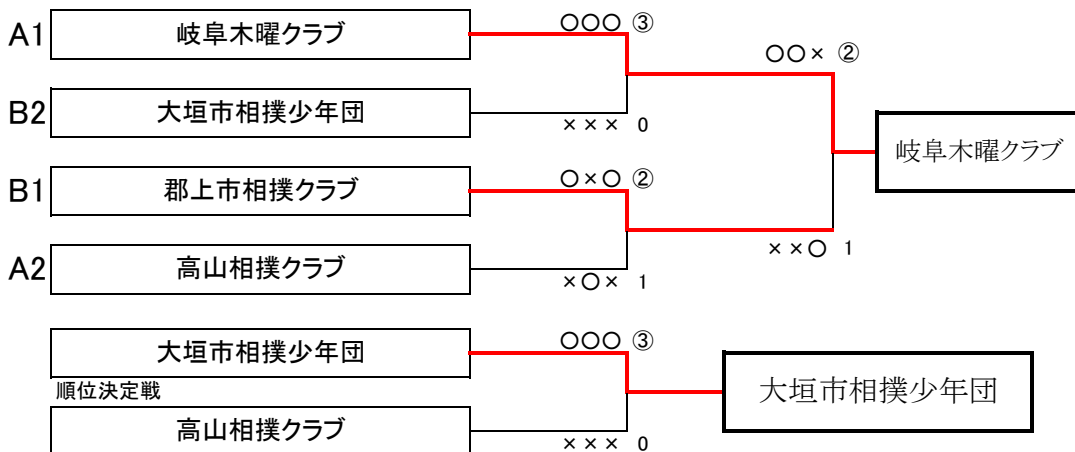 A1 岐阜木曜クラブ 〇〇〇 ③
〇〇× ②
B2 大垣市相撲少年団 ××× 0
岐阜木曜クラブ
B1 郡上市相撲クラブ 〇×〇 ②
××〇 1
A2 高山相撲クラブ ×〇× 1
大垣市相撲少年団 〇〇〇 ③
順位決定戦
大垣市相撲少年団
高山相撲クラブ ××× 0